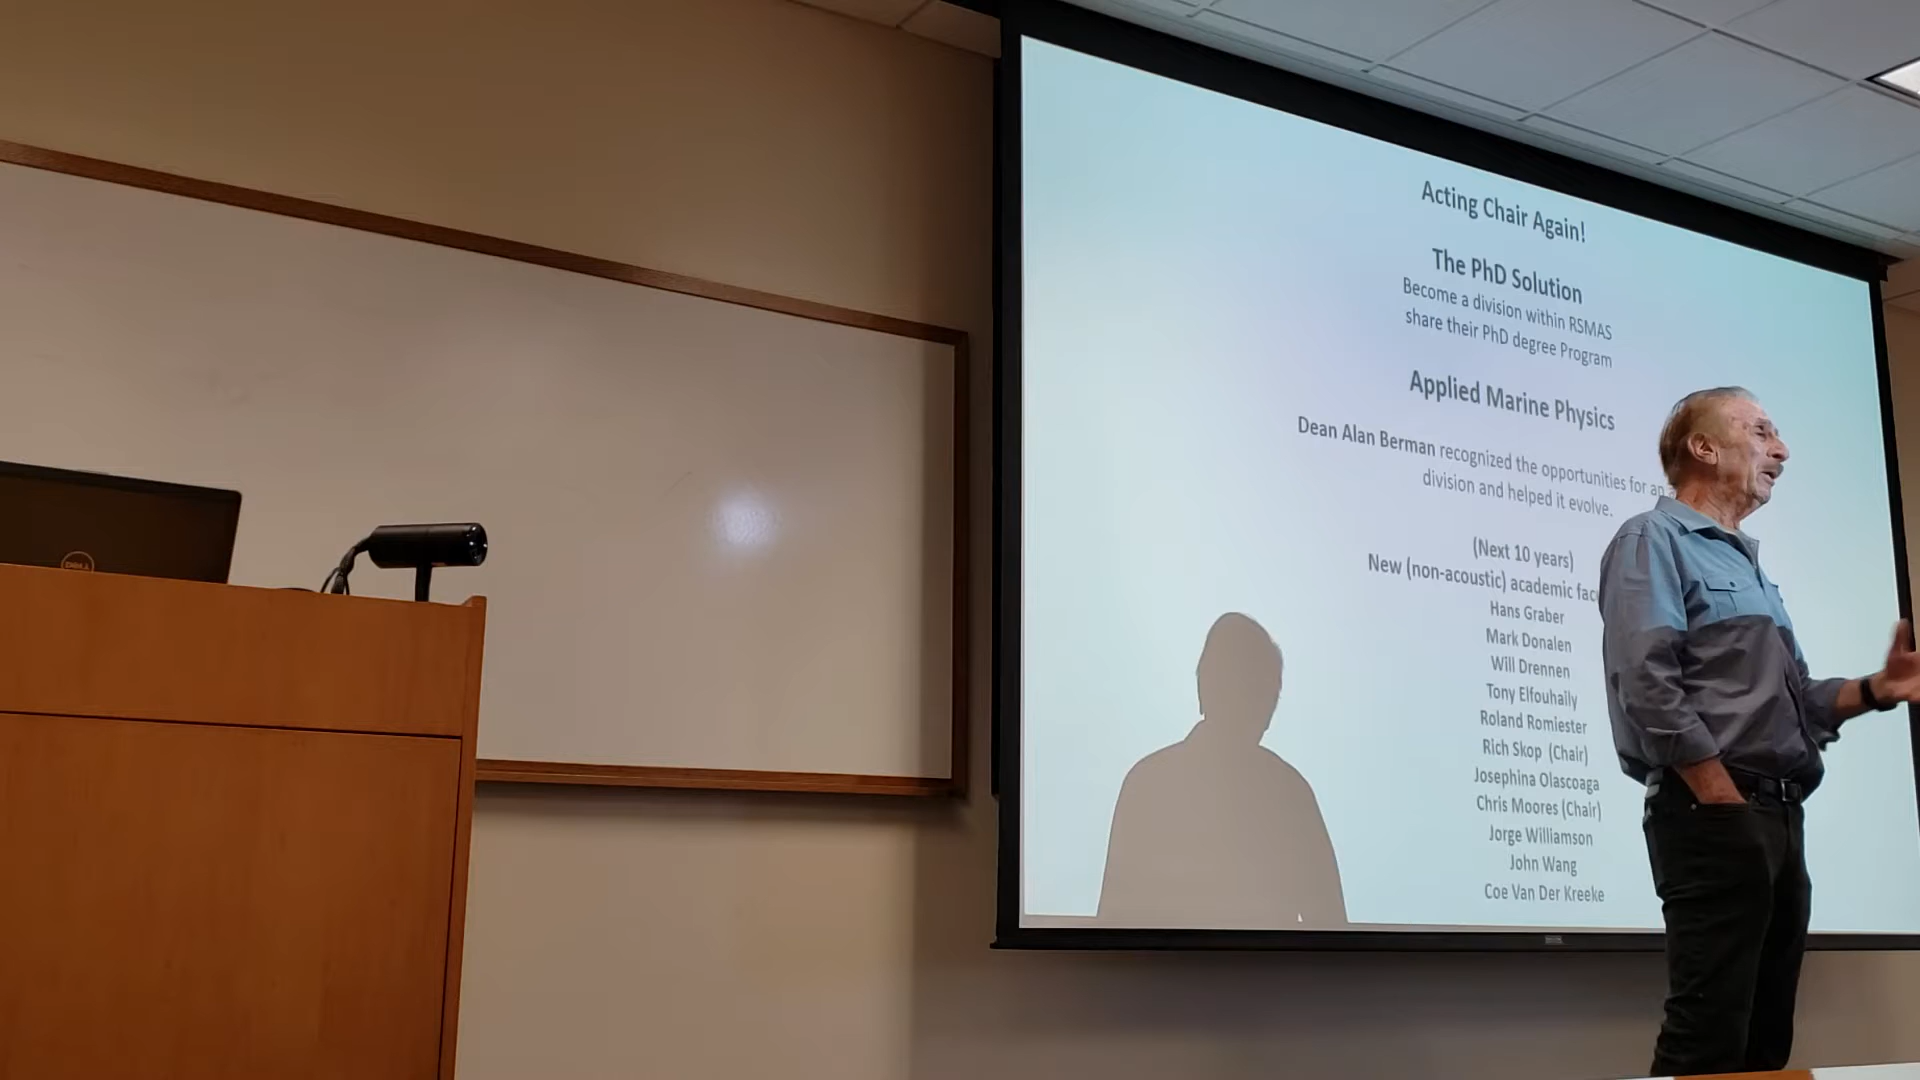 Acting Chair Again!
The PhD Solution
Become a division within RSMAS
share their PhD degree Program
Applied Marine Physics
Dean Alan Berman recognized the opportunities for an
division and helped it evolve.
(Next 10 years)
New (non-acoustic) academic
Hans Graber
Mark Donalen
Will Drennen
Tony Elfouhaily
Roland Romiester
Rich Skop (Chair)
Josephina Olascoaga
Chris Moores (Chair)
Jorge Williamson
John Wang
Coe Van Der Kreeke
DELL